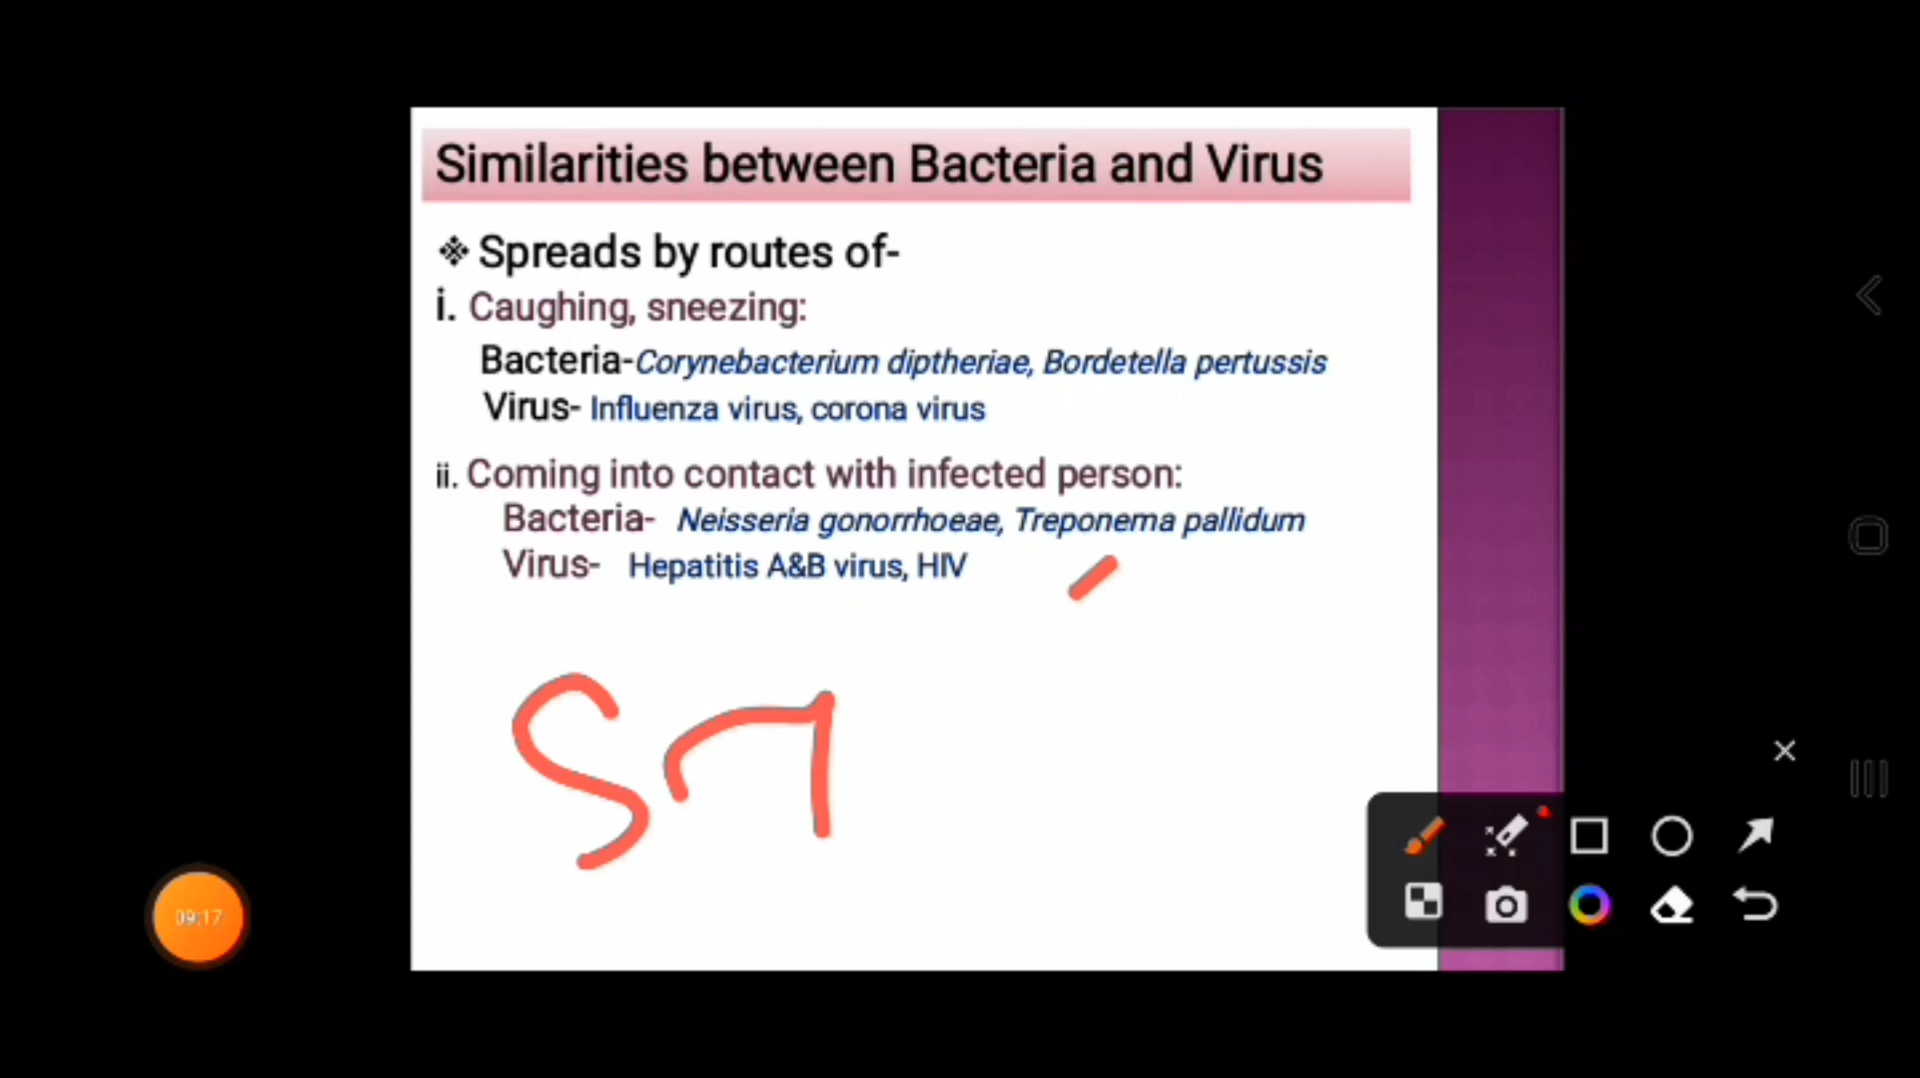 Similarities between Bacteria and Virus
❖ Spreads by routes of-
i. Caughing, sneezing:
Bacteria-Corynebacterium diptheriae, Bordetella pertussis
Virus- Influenza virus, corona virus
ii. Coming into contact with infected person:
Bacteria- Neisseria gonorrhoeae, Treponema pallidum
Virus- Hepatitis A&B virus, HIV
ST
09:17